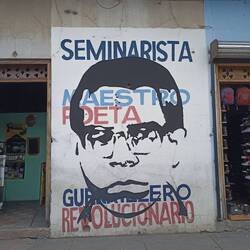 SEMINARISTA
MAESTRO
POETA
GUERRILLERO
REVOLUCIONARIO